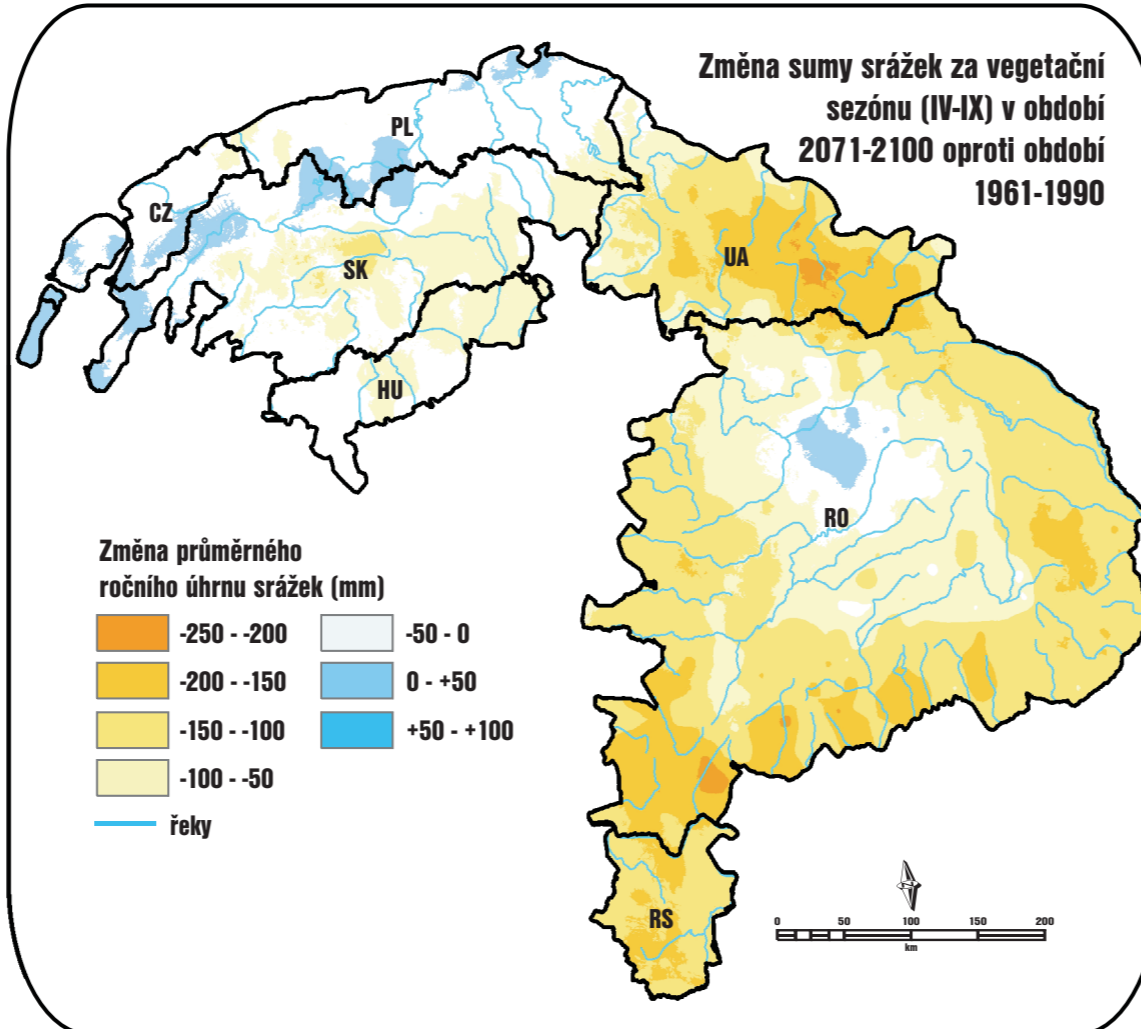 Změna sumy srážek za vegetační
sezónu (IV-IX) v období
2071-2100 oproti období
1961-1990
PL
CZ
SK
UA
HU
RO
RS
Změna průměrného
ročního úhrnu srážek (mm)
-250 - -200
-200 - -150
-150 - -100
-100 - -50
-50 - 0
0 - +50
+50 - +100
řeky
0 50 100 150 200
km